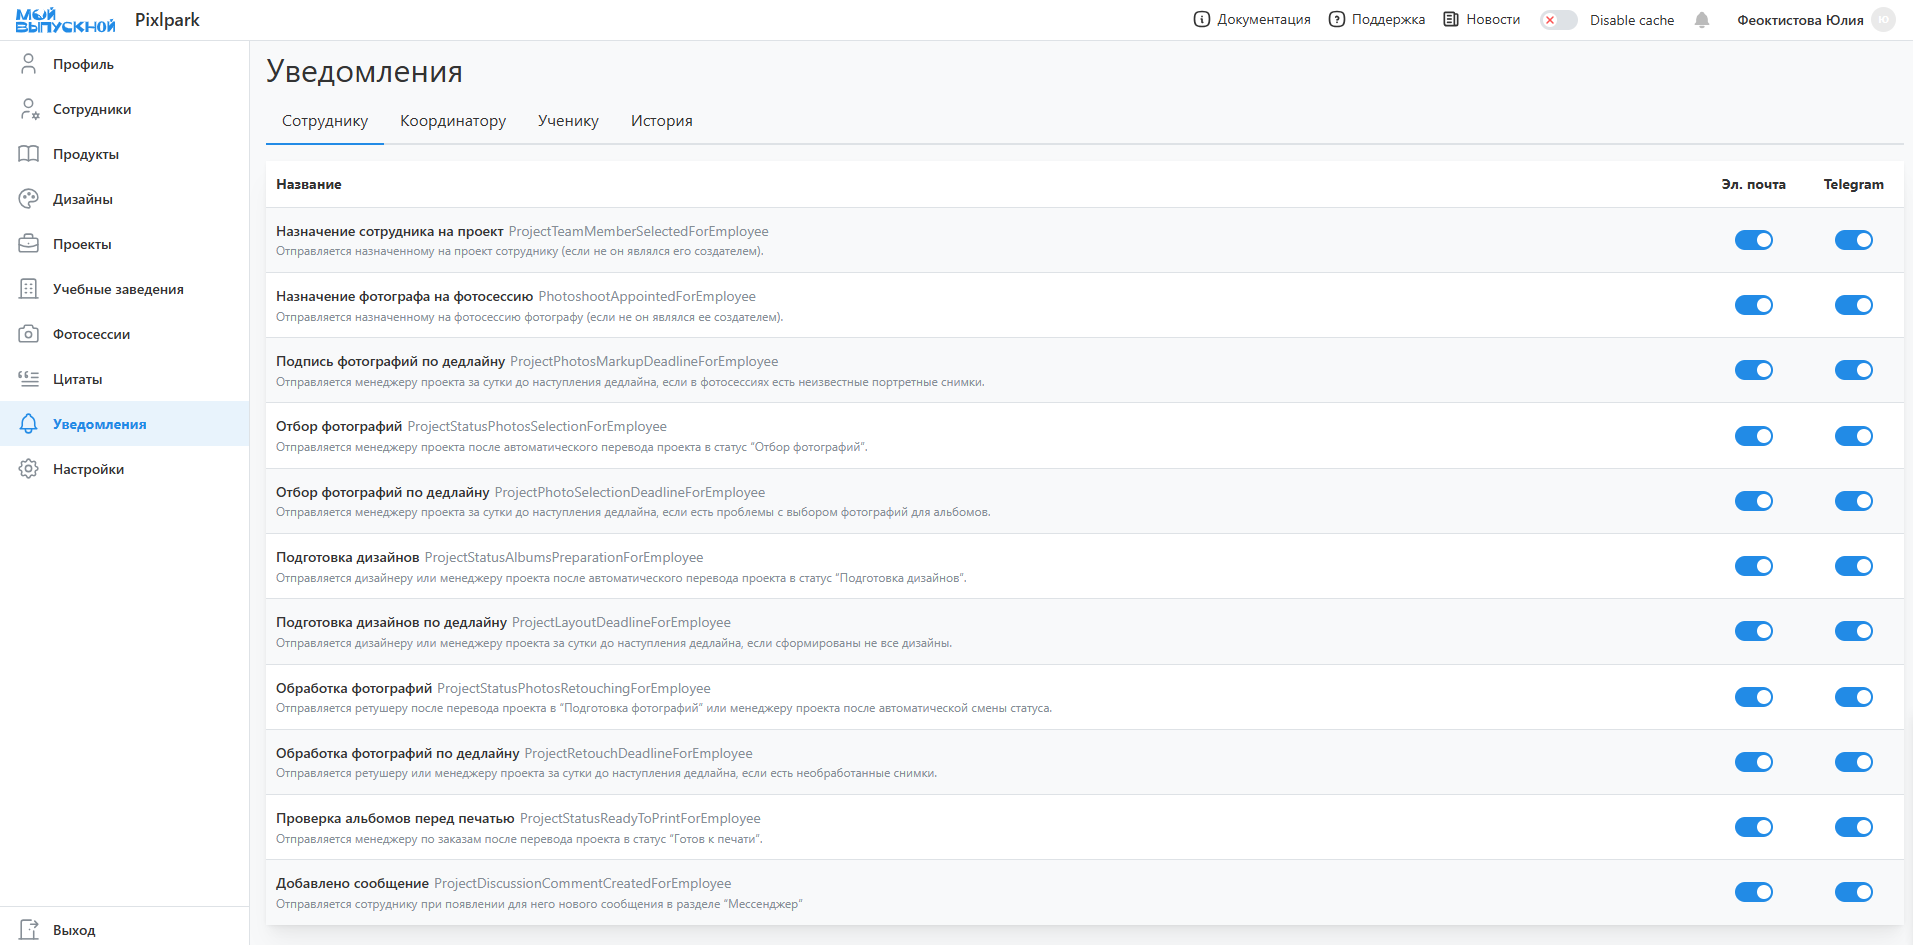 МОЙ ВЫПУСКНОЙ
Pixlpark
Документация
Поддержка
Новости
Disable cache
Феоктистова Юлия
Ю
Профиль
Сотрудники
Продукты
Дизайны
Проекты
Учебные заведения
Фотосессии
Цитаты
Уведомления
Настройки
Выход
Уведомления
Сотруднику Координатору Ученику История
Название Эл. почта Telegram
Назначение сотрудника на проект ProjectTeamMemberSelectedForEmployee
Отправляется назначенному на проект сотруднику (если не он являлся его создателем).
Назначение фотографа на фотосессию PhotoshootAppointedForEmployee
Отправляется назначенному на фотосессию фотографу (если не он являлся ее создателем).
Подпись фотографий по дедлайну ProjectPhotosMarkupDeadlineForEmployee
Отправляется менеджеру проекта за сутки до наступления дедлайна, если в фотосессиях есть неизвестные портретные снимки.
Отбор фотографий ProjectStatusPhotosSelectionForEmployee
Отправляется менеджеру проекта после автоматического перевода проекта в статус “Отбор фотографий”.
Отбор фотографий по дедлайну ProjectPhotoSelectionDeadlineForEmployee
Отправляется менеджеру проекта за сутки до наступления дедлайна, если есть проблемы с выбором фотографий для альбомов.
Подготовка дизайнов ProjectStatusAlbumsPreparationForEmployee
Отправляется дизайнеру или менеджеру проекта после автоматического перевода проекта в статус “Подготовка дизайнов”.
Подготовка дизайнов по дедлайну ProjectLayoutDeadlineForEmployee
Отправляется дизайнеру или менеджеру проекта за сутки до наступления дедлайна, если сформированы не все дизайны.
Обработка фотографий ProjectStatusPhotosRetouchingForEmployee
Отправляется ретушеру после перевода проекта в “Подготовка фотографий” или менеджеру проекта после автоматической смены статуса.
Обработка фотографий по дедлайну ProjectRetouchDeadlineForEmployee
Отправляется ретушеру или менеджеру проекта за сутки до наступления дедлайна, если есть необработанные снимки.
Проверка альбомов перед печатью ProjectStatusReadyToPrintForEmployee
Отправляется менеджеру по заказам после перевода проекта в статус “Готов к печати”.
Добавлено сообщение ProjectDiscussionCommentCreatedForEmployee
Отправляется сотруднику при появлении для него нового сообщения в разделе “Мессенджер”